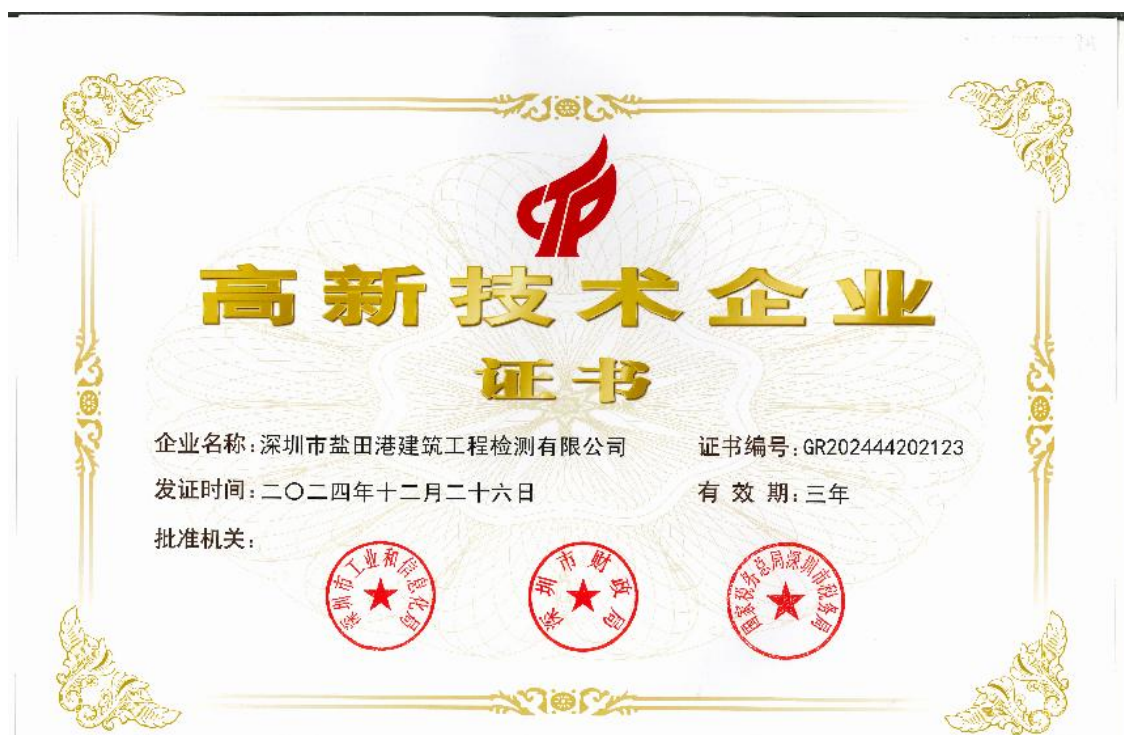 高新技术企业
证书
企业名称:深圳市盐田港建筑工程检测有限公司 证书编号:GR202444202123
发证时间:二〇二四年十二月二十六日 有效期:三年
批准机关:
深圳市工业和信息化局
深圳市财政局
国家税务总局深圳市税务局